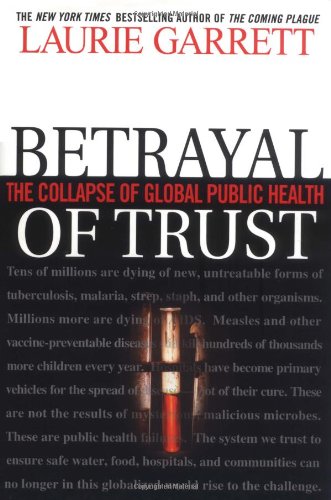 THE NEW YORK TIMES BESTSELLING AUTHOR OF THE COMING PLAGUE
LAURIE GARRETT
BETRAYAL
THE COLLAPSE OF GLOBAL PUBLIC HEALTH
OF TRUST
Tens of millions are dying of new, untreatable forms of
tuberculosis, malaria, strep, staph, and other organisms.
Millions more are dying DS. Measles and other
vaccine-preventable diseases hundreds of thousands
more children every year. have become primary
vehicles for the spread of not of their cure. These
are not the results of malicious microbes.
These are public health The system we trust to
ensure safe water, food, hospitals, and communities can
no longer in this globalis rise to the challenge.